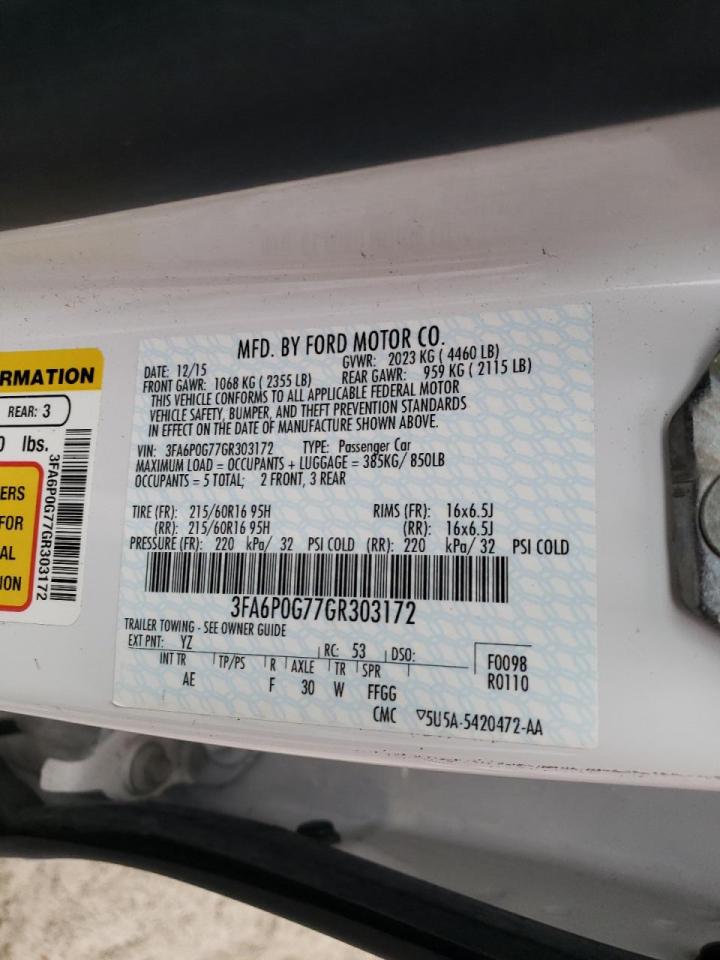 MFD. BY FORD MOTOR CO.
DATE: 12/15 GVWR: 2023 KG ( 4460 LB)
FRONT GAWR: 1068 KG ( 2355 LB) REAR GAWR: 959 KG ( 2115 LB)
THIS VEHICLE CONFORMS TO ALL APPLICABLE FEDERAL MOTOR
VEHICLE SAFETY, BUMPER, AND THEFT PREVENTION STANDARDS
IN EFFECT ON THE DATE OF MANUFACTURE SHOWN ABOVE.
VIN: 3FA6P0G77GR303172 TYPE: Passenger Car
MAXIMUM LOAD = OCCUPANTS + LUGGAGE = 385KG/ 850LB
OCCUPANTS = 5 TOTAL; 2 FRONT, 3 REAR
TIRE (FR): 215/60R16 95H RIMS (FR): 16x6.5J
(RR): 215/60R16 95H (RR): 16x6.5J
PRESSURE (FR): 220 kPa/ 32 PSI COLD (RR): 220 kPa/ 32 PSI COLD
3FA6P0G77GR303172
TRAILER TOWING - SEE OWNER GUIDE
EXT PNT: YZ RC: 53 DSO:
INT TR TP/PS R AXLE TR SPR
AE F 30 W FFGG
F0098
R0110
CMC ▽5U5A-5420472-AA
RMATION
REAR: 3
0 lbs.
ERS
FOR
AL
ION
3FA6P0G77GR303172